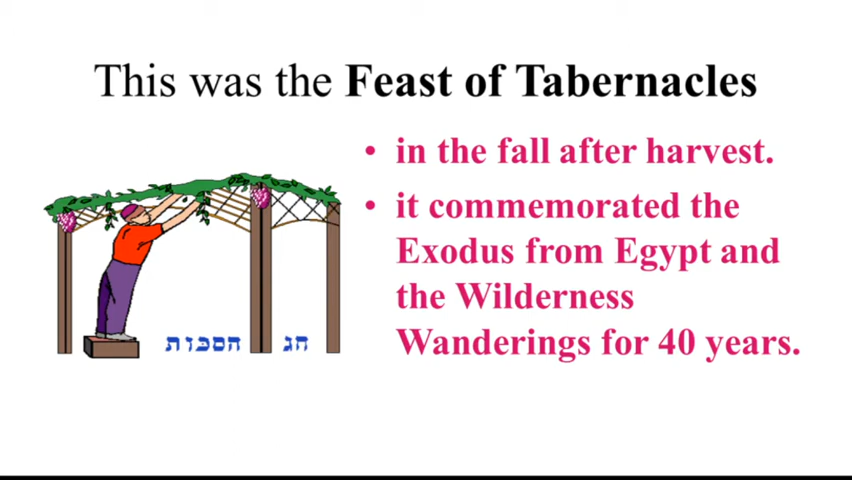 This was the Feast of Tabernacles
• in the fall after harvest.
• it commemorated the
Exodus from Egypt and
the Wilderness
Wanderings for 40 years.
חג הסכות